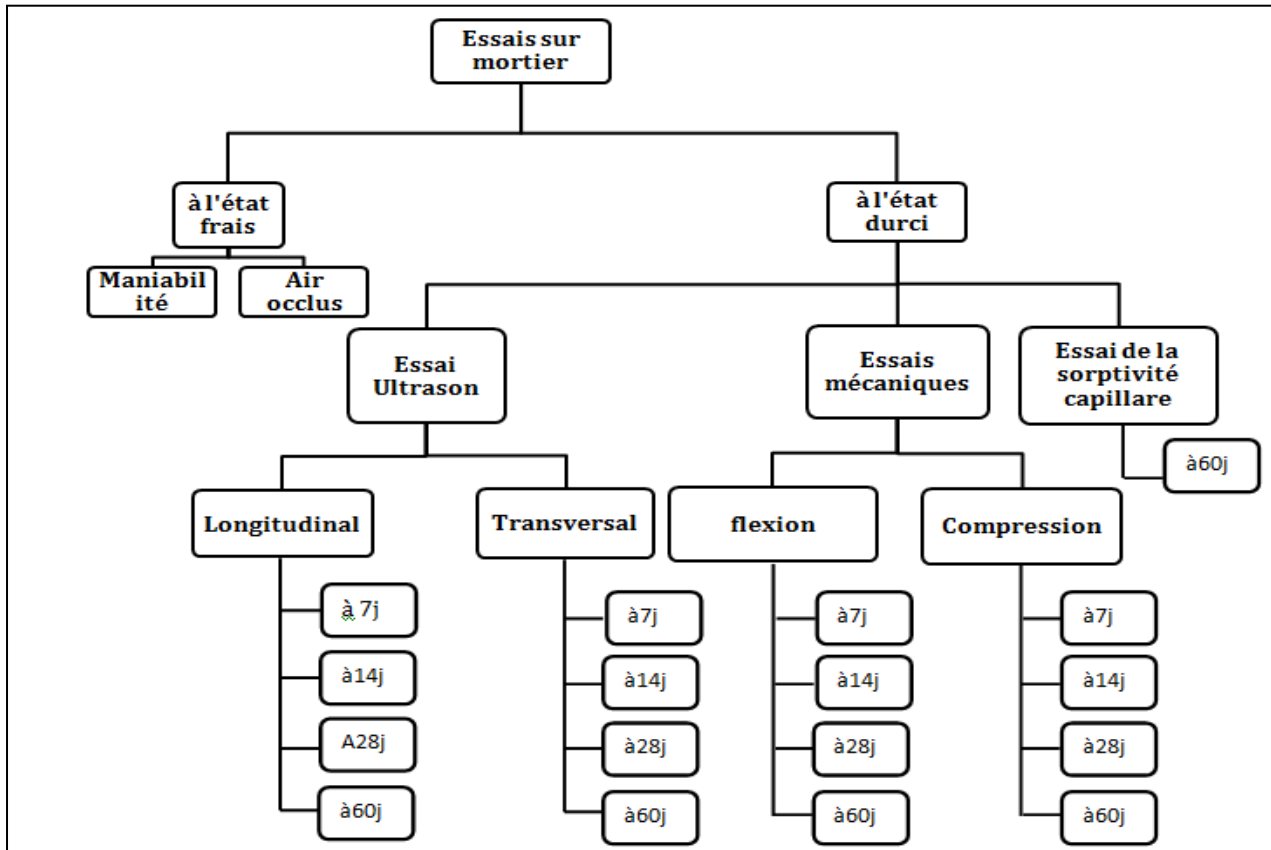 Essais sur
mortier
à l'état
frais
à l'état
durci
Maniabil
ité
Air
occlus
Essai
Ultrason
Essais
mécaniques
Essai de la
sorptivité
capillare
à60j
Longitudinal
Transversal
flexion
Compression
à 7j
à14j
A28j
à60j
à7j
à14j
à28j
à60j
à7j
à14j
à28j
à60j
à7j
à14j
à28j
à60j